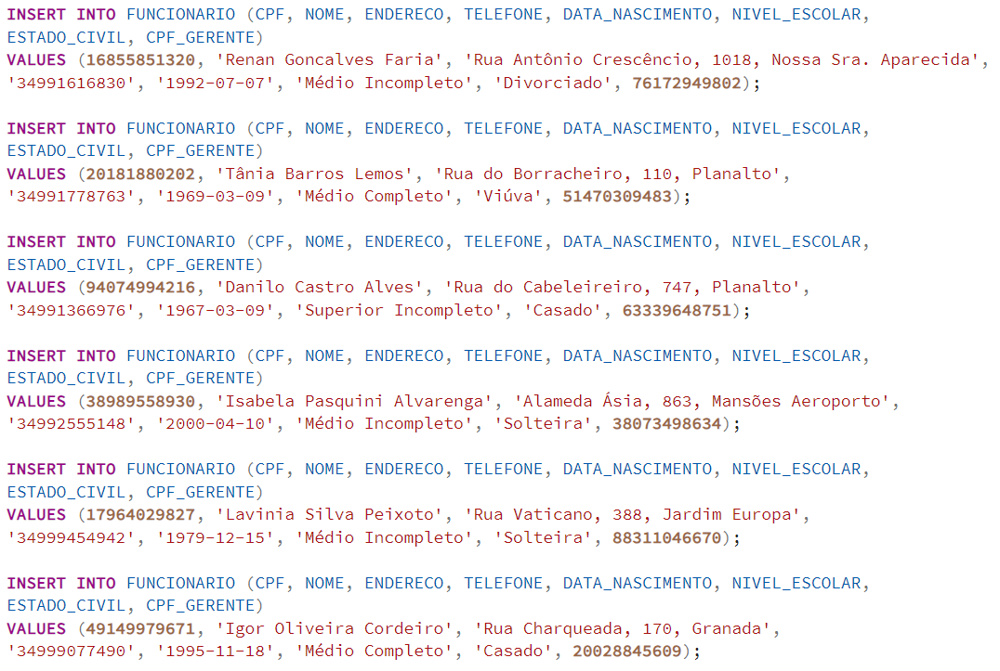 INSERT INTO FUNCIONARIO (CPF, NOME, ENDERECO, TELEFONE, DATA_NASCIMENTO, NIVEL_ESCOLAR,
ESTADO_CIVIL, CPF_GERENTE)
VALUES (16855851320, 'Renan Goncalves Faria', 'Rua Antônio Crescêncio, 1018, Nossa Sra. Aparecida',
'34991616830', '1992-07-07', 'Médio Incompleto', 'Divorciado', 76172949802);
INSERT INTO FUNCIONARIO (CPF, NOME, ENDERECO, TELEFONE, DATA_NASCIMENTO, NIVEL_ESCOLAR,
ESTADO_CIVIL, CPF_GERENTE)
VALUES (20181880202, 'Tânia Barros Lemos', 'Rua do Borracheiro, 110, Planalto',
'34991778763', '1969-03-09', 'Médio Completo', 'Viúva', 51470309483);
INSERT INTO FUNCIONARIO (CPF, NOME, ENDERECO, TELEFONE, DATA_NASCIMENTO, NIVEL_ESCOLAR,
ESTADO_CIVIL, CPF_GERENTE)
VALUES (94074994216, 'Danilo Castro Alves', 'Rua do Cabeleireiro, 747, Planalto',
'34991366976', '1967-03-09', 'Superior Incompleto', 'Casado', 63339648751);
INSERT INTO FUNCIONARIO (CPF, NOME, ENDERECO, TELEFONE, DATA_NASCIMENTO, NIVEL_ESCOLAR,
ESTADO_CIVIL, CPF_GERENTE)
VALUES (38989558930, 'Isabela Pasquini Alvarenga', 'Alameda Ásia, 863, Mansões Aeroporto',
'34992555148', '2000-04-10', 'Médio Incompleto', 'Solteira', 38073498634);
INSERT INTO FUNCIONARIO (CPF, NOME, ENDERECO, TELEFONE, DATA_NASCIMENTO, NIVEL_ESCOLAR,
ESTADO_CIVIL, CPF_GERENTE)
VALUES (17964029827, 'Lavinia Silva Peixoto', 'Rua Vaticano, 388, Jardim Europa',
'34999454942', '1979-12-15', 'Médio Incompleto', 'Solteira', 88311046670);
INSERT INTO FUNCIONARIO (CPF, NOME, ENDERECO, TELEFONE, DATA_NASCIMENTO, NIVEL_ESCOLAR,
ESTADO_CIVIL, CPF_GERENTE)
VALUES (49149979671, 'Igor Oliveira Cordeiro', 'Rua Charqueada, 170, Granada',
'34999077490', '1995-11-18', 'Médio Completo', 'Casado', 20028845609);